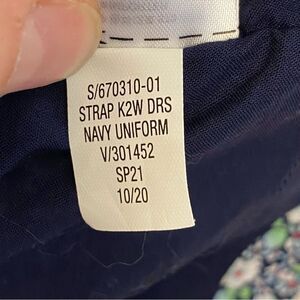 S/670310-01
STRAP K2W DRS
NAVY UNIFORM
V/301452
SP21
10/20